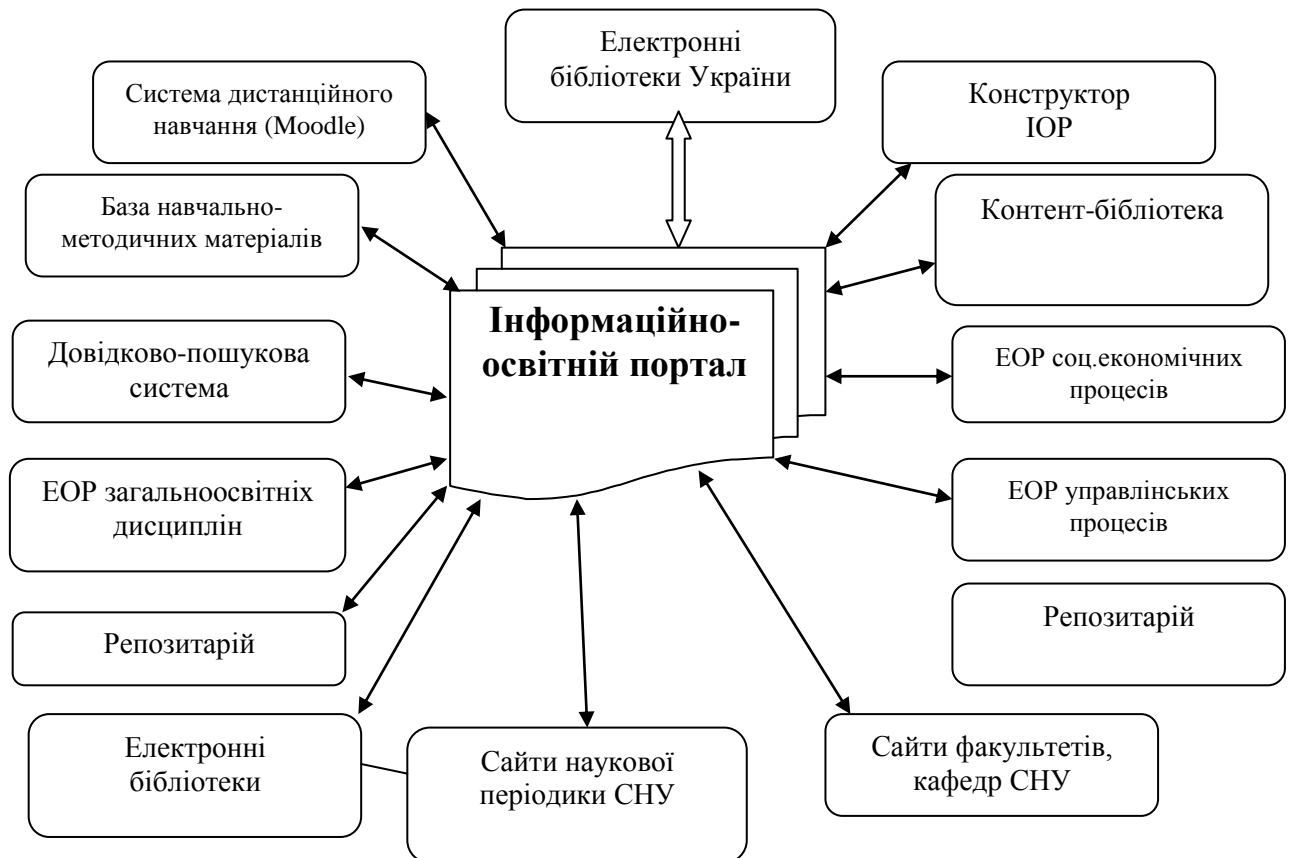 Електронні
бібліотеки України
Система дистанційного
навчання (Moodle)
Конструктор
ІОР
База навчально-
методичних матеріалів
Контент-бібліотека
Інформаційно-
освітній портал
Довідково-пошукова
система
ЕОР соц.економічних
процесів
ЕОР загальноосвітніх
дисциплін
ЕОР управлінських
процесів
Репозитарій
Репозитарій
Електронні
бібліотеки
Сайти наукової
періодики СНУ
Сайти факультетів,
кафедр СНУ